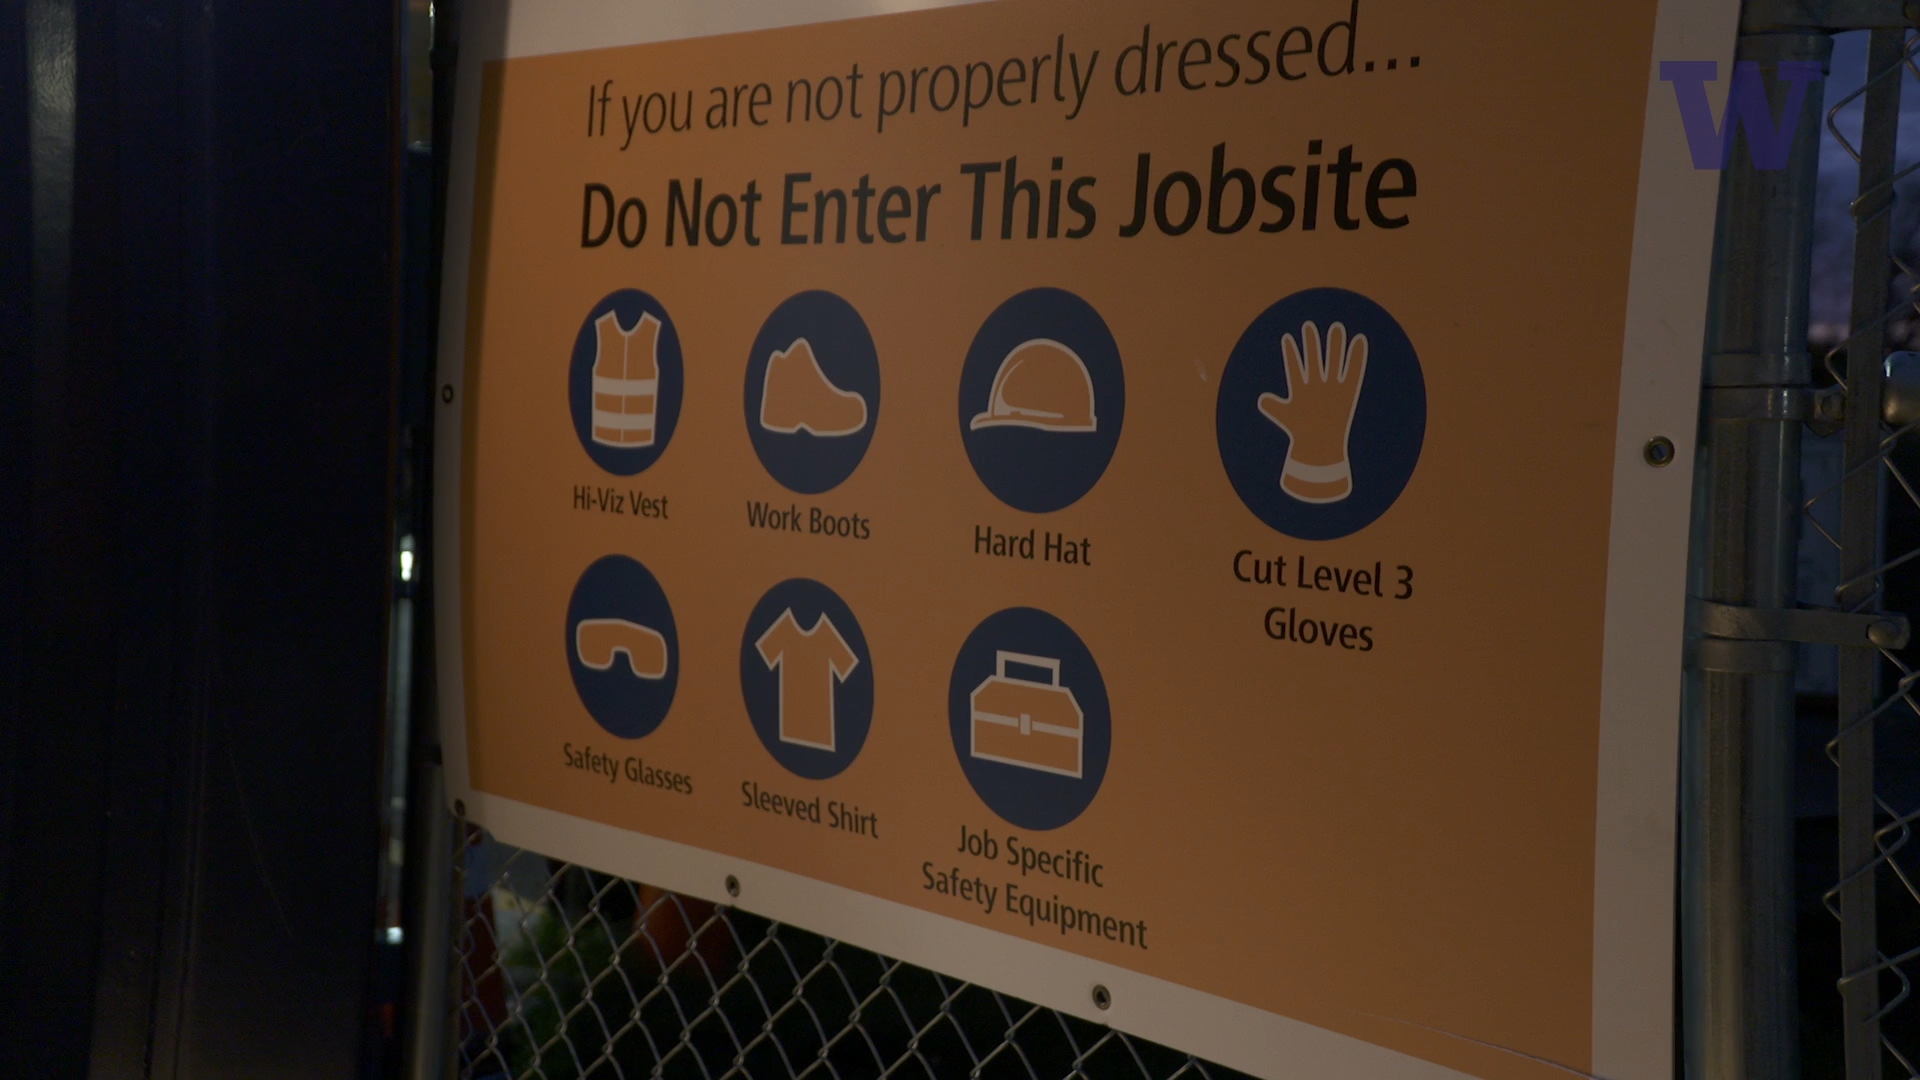 If you are not properly dressed...
Do Not Enter This Jobsite
Hi-Viz Vest
Work Boots
Hard Hat
Cut Level 3
Gloves
Safety Glasses
Sleeved Shirt
Job Specific
Safety Equipment
W